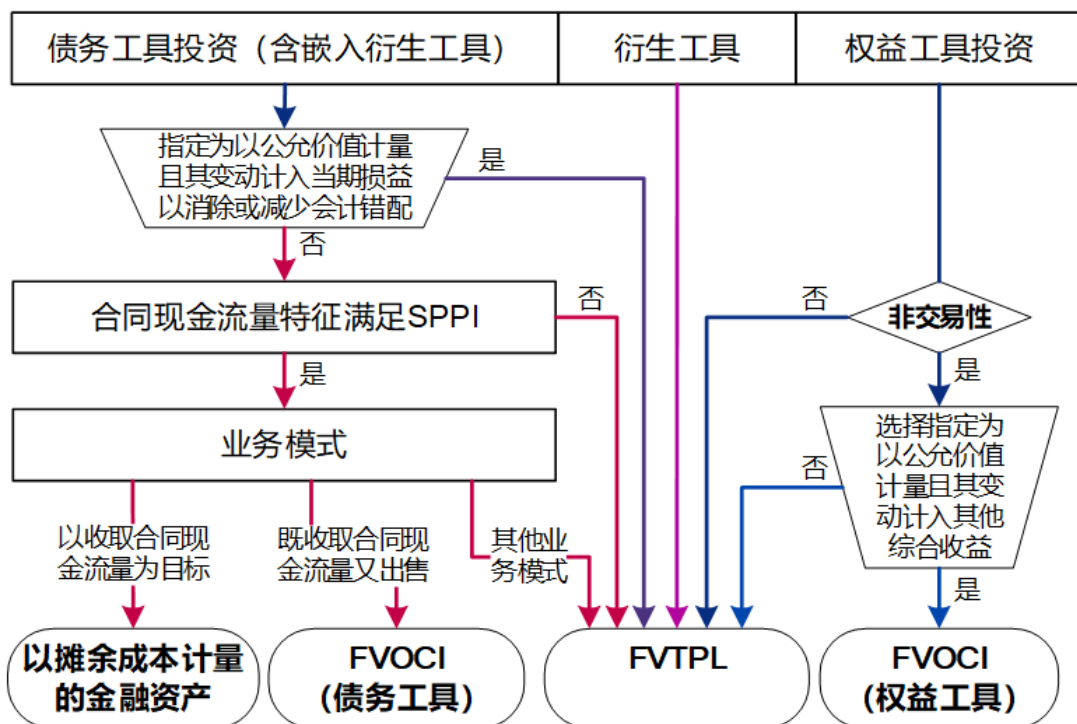 债务工具投资（含嵌入衍生工具）
衍生工具
权益工具投资
指定为以公允价值计量
且其变动计入当期损益
以消除或减少会计错配
是
否
合同现金流量特征满足SPPI
否
否
非交易性
是
是
业务模式
选择指定为
以公允价值
计量且其变
动计入其他
综合收益
否
以收取合同现
金流量为目标
既收取合同现
金流量又出售
其他业
务模式
是
以摊余成本计量
的金融资产
FVOCI
(债务工具)
FVTPL
FVOCI
(权益工具)